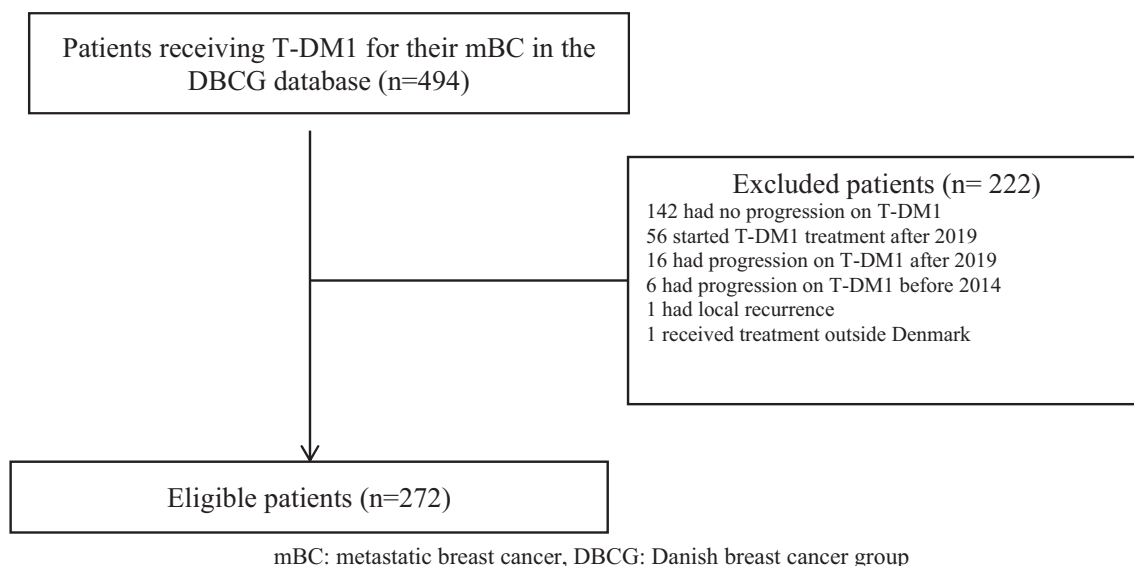 Patients receiving T-DM1 for their mBC in the
DBCG database (n=494)
Excluded patients (n= 222)
142 had no progression on T-DM1
56 started T-DM1 treatment after 2019
16 had progression on T-DM1 after 2019
6 had progression on T-DM1 before 2014
1 had local recurrence
1 received treatment outside Denmark
Eligible patients (n=272)
mBC: metastatic breast cancer, DBCG: Danish breast cancer group